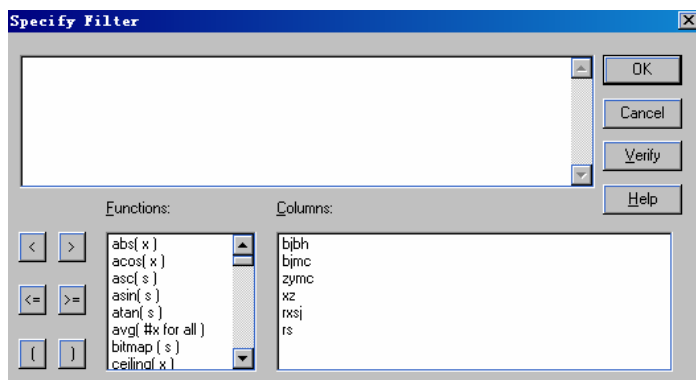 Specify Filter
OK
Cancel
Verify
Help
Functions:
Columns:
< >
<= >=
( )
abs( x )
acos( x )
asc( s )
asin( s )
atan( s )
avg( #x for all )
bitmap ( s )
ceiling( x )
bjbh
bjmc
zymc
xz
rxsj
rs